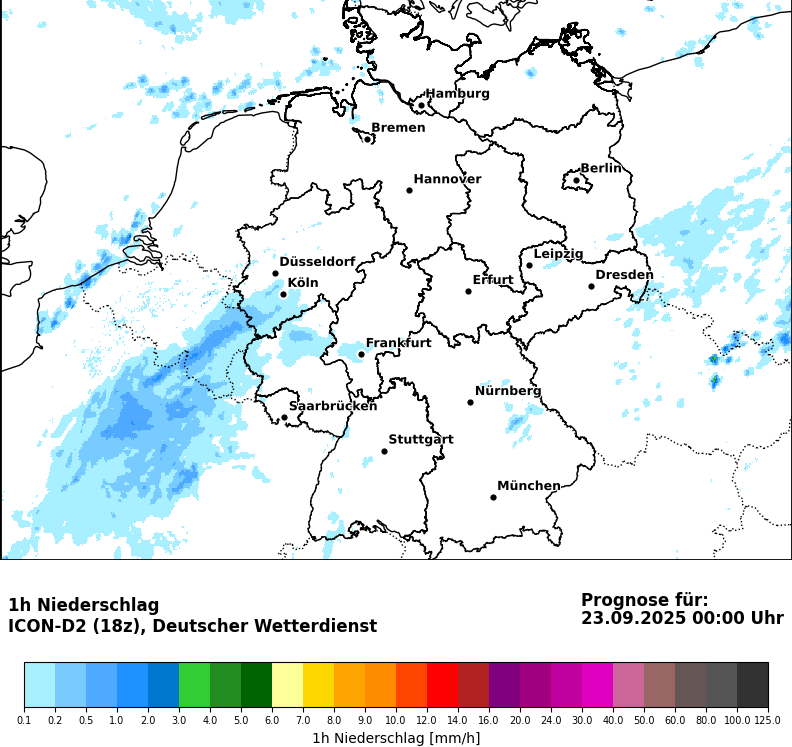 Hamburg
Bremen
Berlin
Hannover
Leipzig
Düsseldorf
Dresden
Köln
Erfurt
Frankfurt
Nürnberg
Saarbrücken
Stuttgart
München
1h Niederschlag
ICON-D2 (18z), Deutscher Wetterdienst
Prognose für:
23.09.2025 00:00 Uhr
0.1 0.2 0.5 1.0 2.0 3.0 4.0 5.0 6.0 7.0 8.0 9.0 10.0 12.0 14.0 16.0 20.0 24.0 30.0 40.0 50.0 60.0 80.0 100.0 125.0
1h Niederschlag [mm/h]